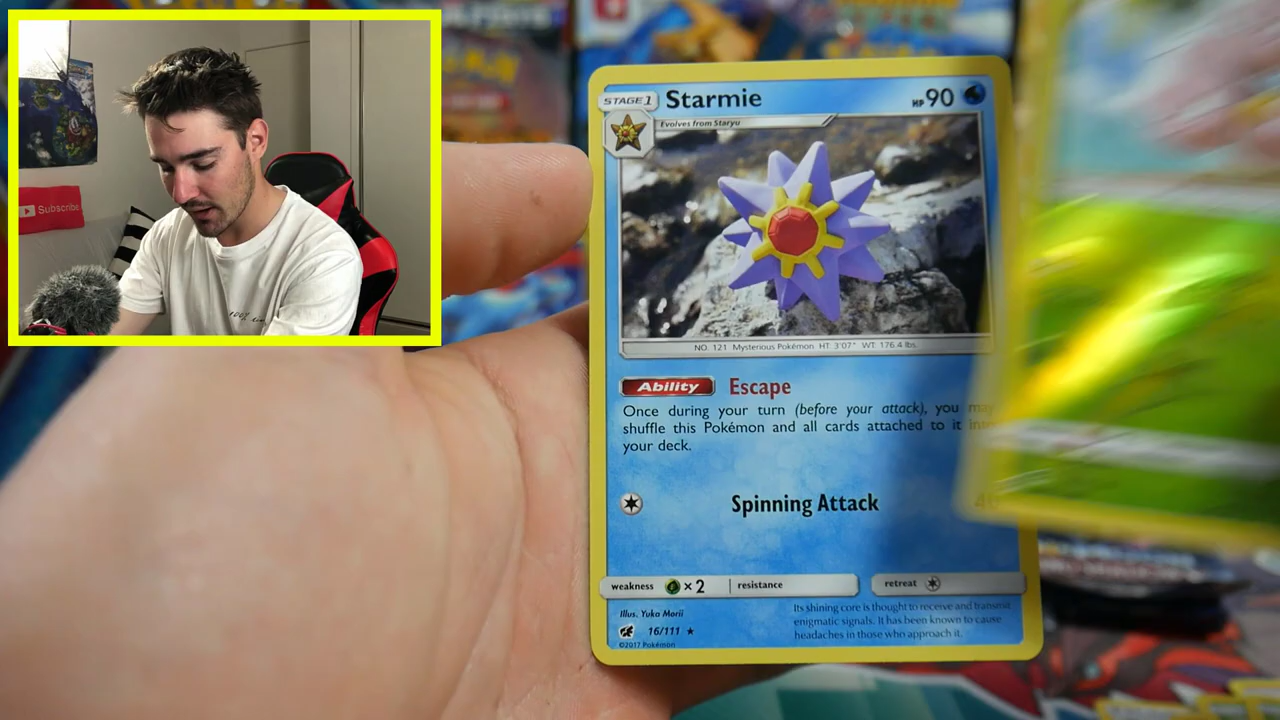 Subscribe
STAGE 1
Starmie
HP 90
Evolves from Staryu
NO. 121 Mysterious Pokémon HT: 3'07" WT: 176.4 lbs.
Ability Escape
Once during your turn (before your attack), you may
shuffle this Pokémon and all cards attached to it into
your deck.
Spinning Attack
40
weakness ×2 resistance
retreat
Illus. Yuka Morii
16/111 ★
©2017 Pokémon
Its shining core is thought to receive and transmit
enigmatic signals. It has been known to cause
headaches in those who approach it.